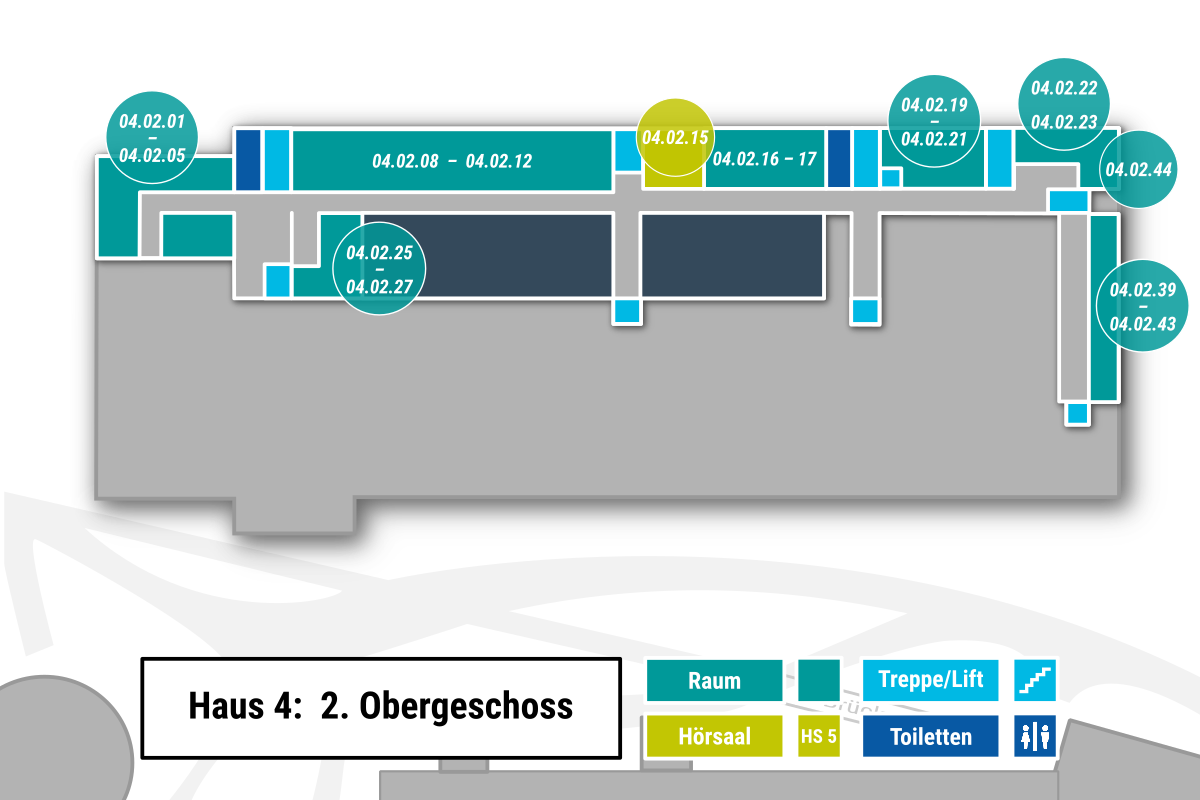 04.02.01
–
04.02.05
04.02.08 – 04.02.12
04.02.15
04.02.16 – 17
04.02.19
–
04.02.21
04.02.22
04.02.23
04.02.44
04.02.25
–
04.02.27
04.02.39
–
04.02.43
Haus 4: 2. Obergeschoss
Raum
Treppe/Lift
Hörsaal
HS 5
Toiletten